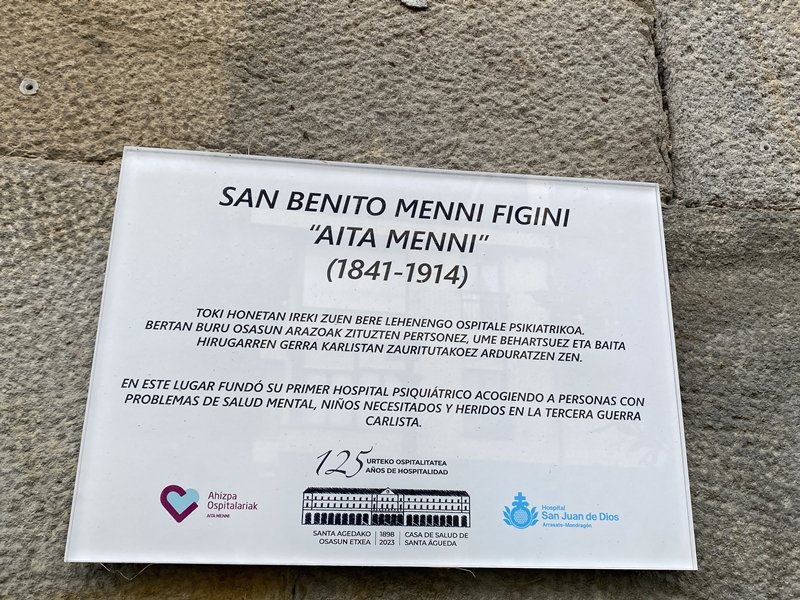 SAN BENITO MENNI FIGINI
"AITA MENNI"
(1841-1914)
TOKI HONETAN IREKI ZUEN BERE LEHENENGO OSPITALE PSIKIATRIKOA.
BERTAN BURU OSASUN ARAZOAK ZITUZTEN PERTSONEZ, UME BEHARTSUEZ ETA BAITA
HIRUGARREN GERRA KARLISTAN ZAURITUTAKOEZ ARDURATZEN ZEN.
EN ESTE LUGAR FUNDÓ SU PRIMER HOSPITAL PSIQUIÁTRICO ACOGIENDO A PERSONAS CON
PROBLEMAS DE SALUD MENTAL, NIÑOS NECESITADOS Y HERIDOS EN LA TERCERA GUERRA
CARLISTA.
125 URTEKO OSPITALITATEA
AÑOS DE HOSPITALIDAD
Ahizpa
Ospitalariak
AITA MENNI
SANTA AGEDAKO OSASUN ETXEA
1898
2023
CASA DE SALUD DE SANTA ÁGUEDA
Hospital
San Juan de Dios
Arrasate-Mondragón